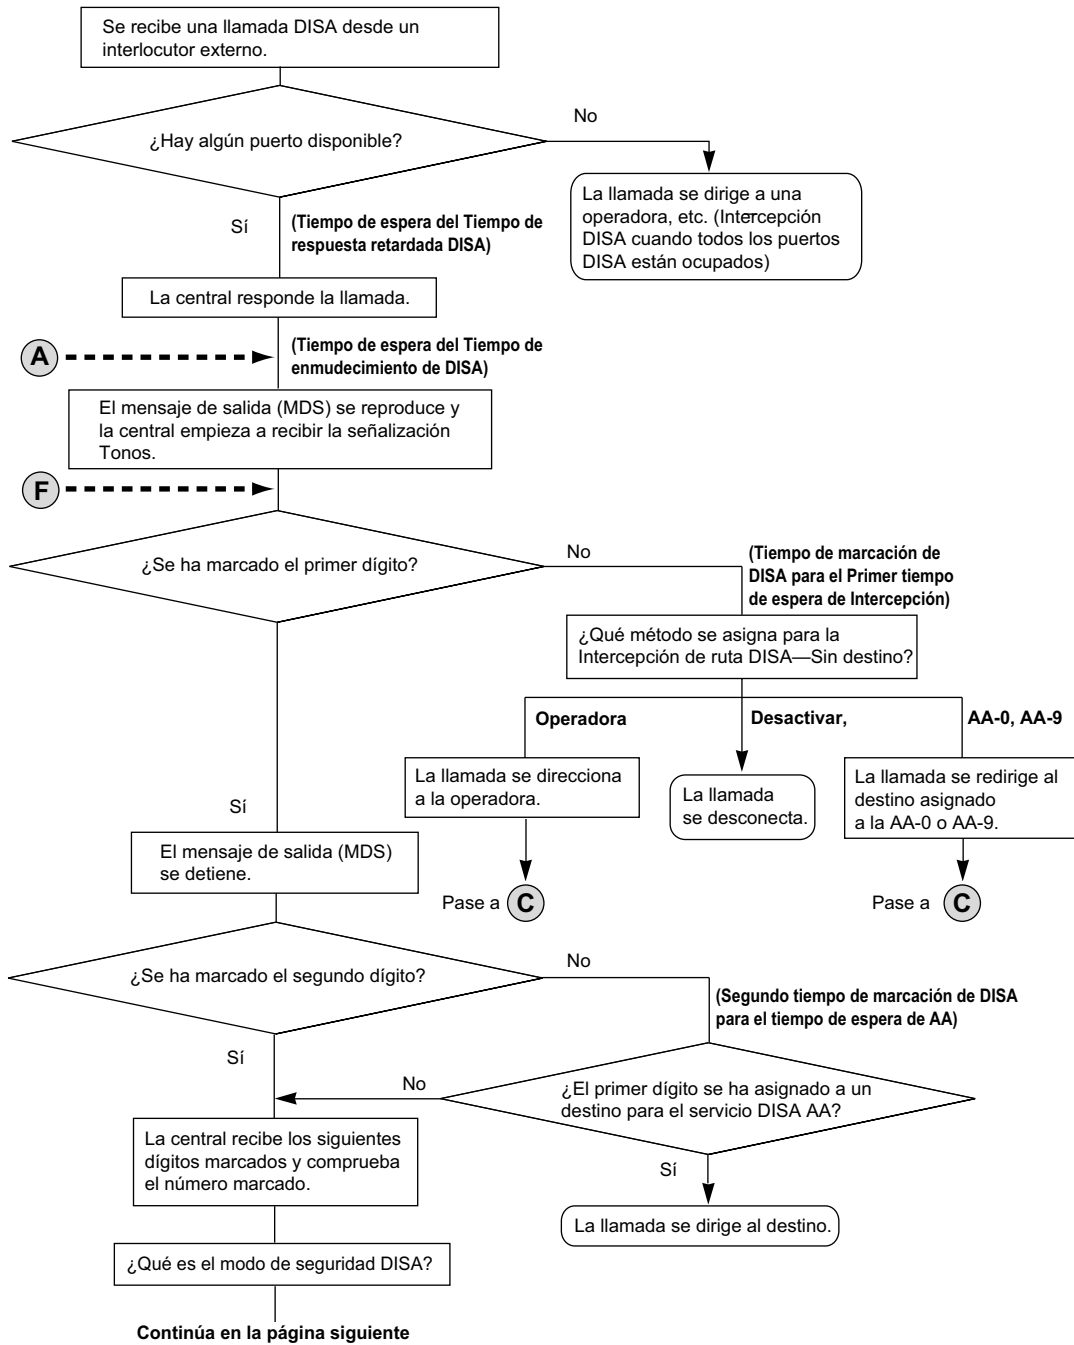 Se recibe una llamada DISA desde un
interlocutor externo.
¿Hay algún puerto disponible?
No
La llamada se dirige a una
operadora, etc. (Intercepción
DISA cuando todos los puertos
DISA están ocupados)
Sí
(Tiempo de espera del Tiempo de
respuesta retardada DISA)
La central responde la llamada.
A
(Tiempo de espera del Tiempo de
enmudecimiento de DISA)
El mensaje de salida (MDS) se reproduce y
la central empieza a recibir la señalización
Tonos.
F
¿Se ha marcado el primer dígito?
No
(Tiempo de marcación de
DISA para el Primer tiempo
de espera de Intercepción)
¿Qué método se asigna para la
Intercepción de ruta DISA—Sin destino?
Operadora
Desactivar,
AA-0, AA-9
La llamada se direcciona
a la operadora.
La llamada
se desconecta.
La llamada se redirige al
destino asignado
a la AA-0 o AA-9.
Pase a C
Pase a C
Sí
El mensaje de salida (MDS)
se detiene.
¿Se ha marcado el segundo dígito?
No
(Segundo tiempo de marcación de DISA
para el tiempo de espera de AA)
Sí
No
¿El primer dígito se ha asignado a un
destino para el servicio DISA AA?
La central recibe los siguientes
dígitos marcados y comprueba
el número marcado.
Sí
La llamada se dirige al destino.
¿Qué es el modo de seguridad DISA?
Continúa en la página siguiente